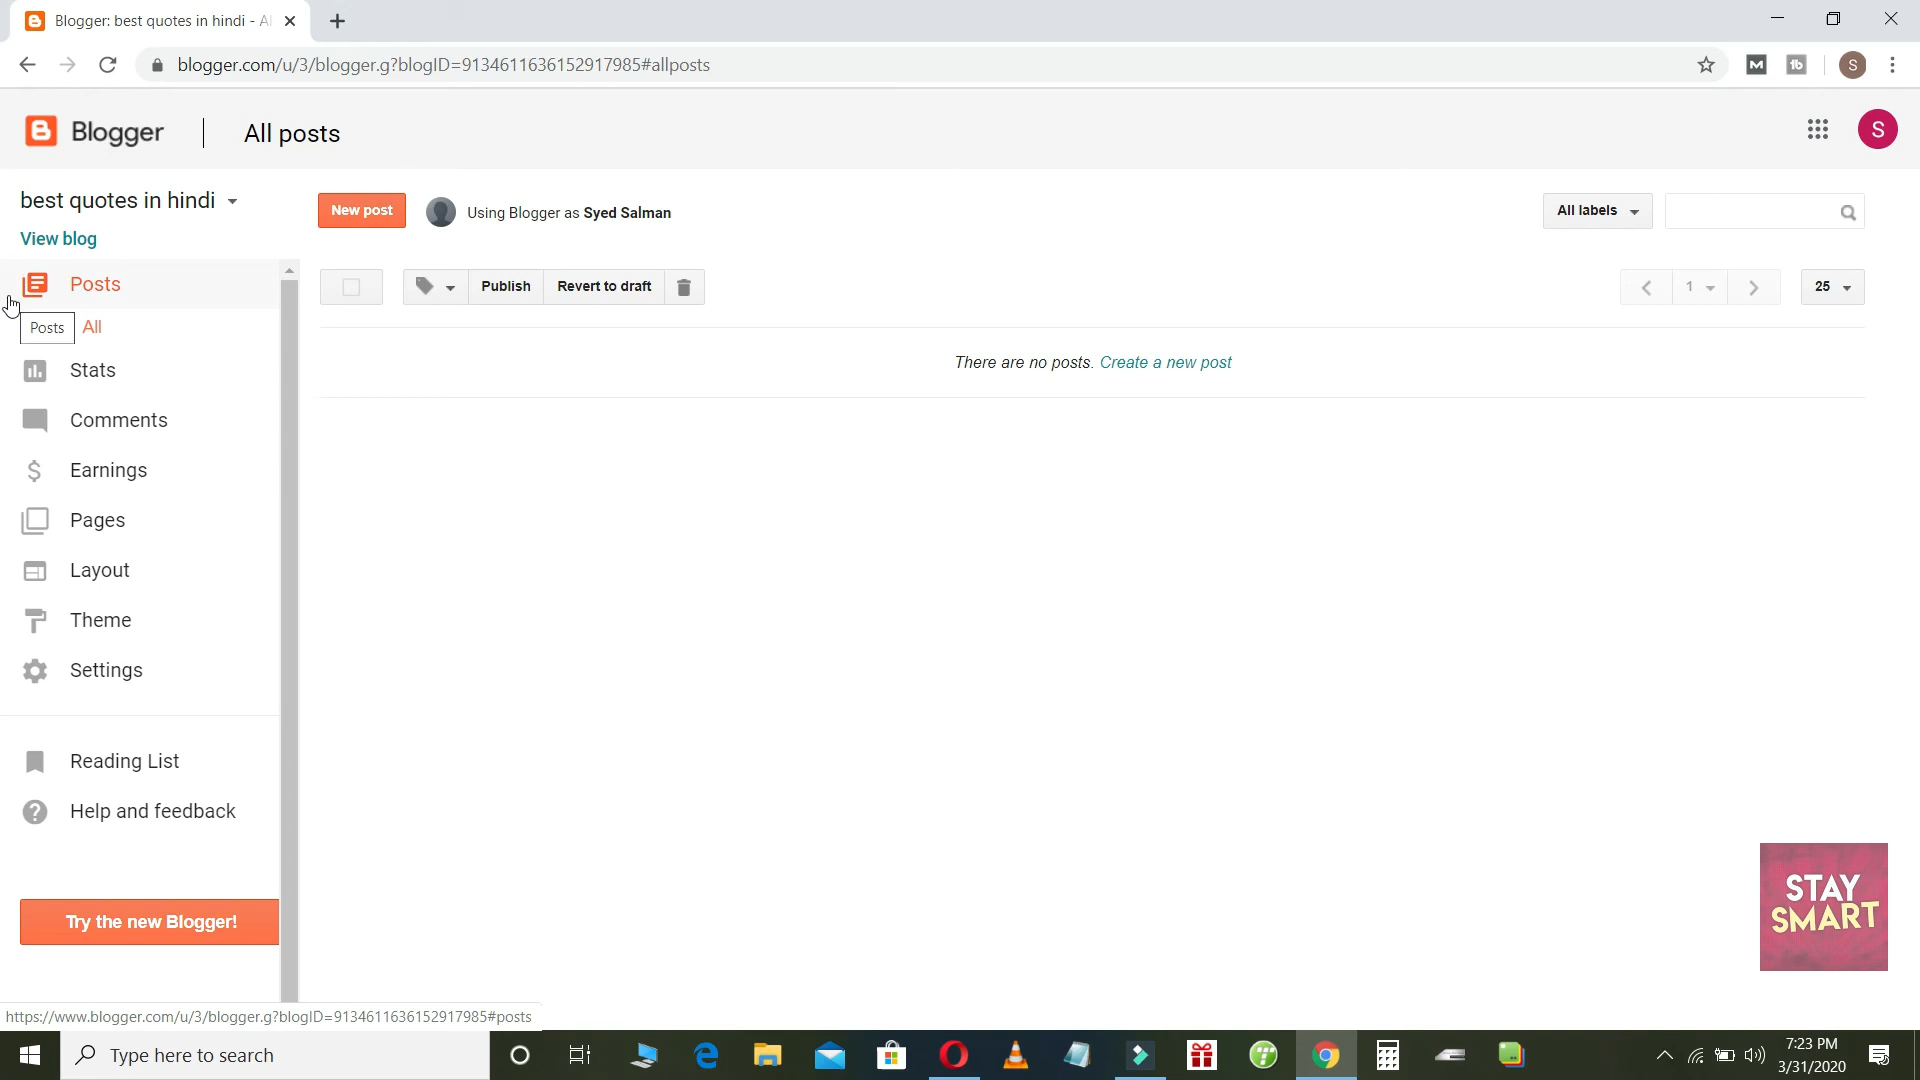 Blogger: best quotes in hindi - Al
blogger.com/u/3/blogger.g?blogID=9134611636152917985#allposts
S
Blogger
All posts
S
best quotes in hindi
View blog
New post
Using Blogger as Syed Salman
All labels
Posts
Publish
Revert to draft
1
25
Posts
All
There are no posts. Create a new post
Stats
Comments
Earnings
Pages
Layout
Theme
Settings
Reading List
Help and feedback
Try the new Blogger!
STAY
SMART
https://www.blogger.com/u/3/blogger.g?blogID=9134611636152917985#posts
Type here to search
7:23 PM
3/31/2020